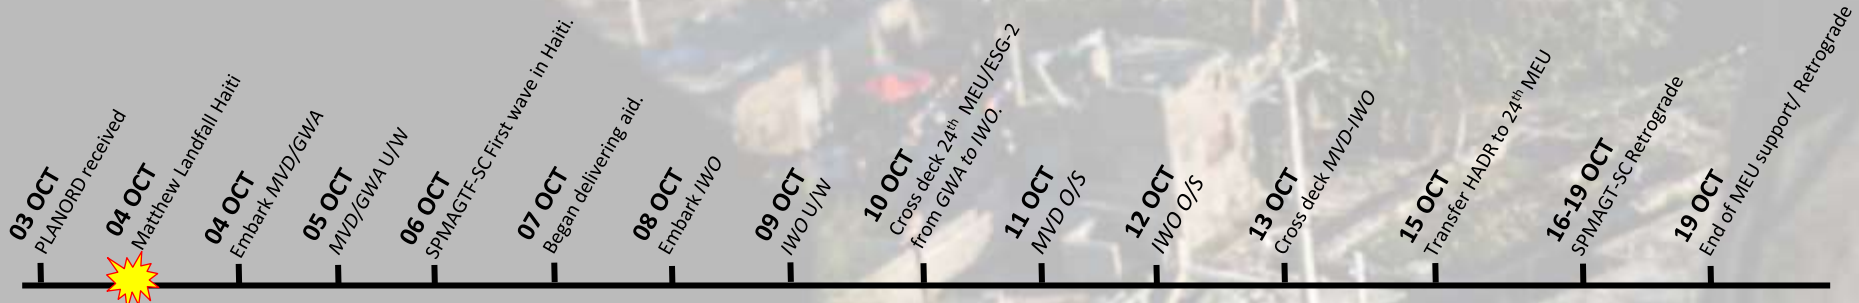 03 OCT
PLANORD received
04 OCT
Matthew Landfall Haiti
04 OCT
Embark MVD/GWA
05 OCT
MVD/GWA U/W
06 OCT
SPMAGTF-SC First wave in Haiti.
07 OCT
Began delivering aid.
08 OCT
Embark IWO
09 OCT
IWO U/W
10 OCT
Cross deck 24th MEU/ESG-2
from GWA to IWO.
11 OCT
MVD O/S
12 OCT
IWO O/S
13 OCT
Cross deck MVD-IWO
15 OCT
Transfer HADR to 24th MEU
16-19 OCT
SPMAGT-SC Retrograde
19 OCT
End of MEU support/ Retrograde